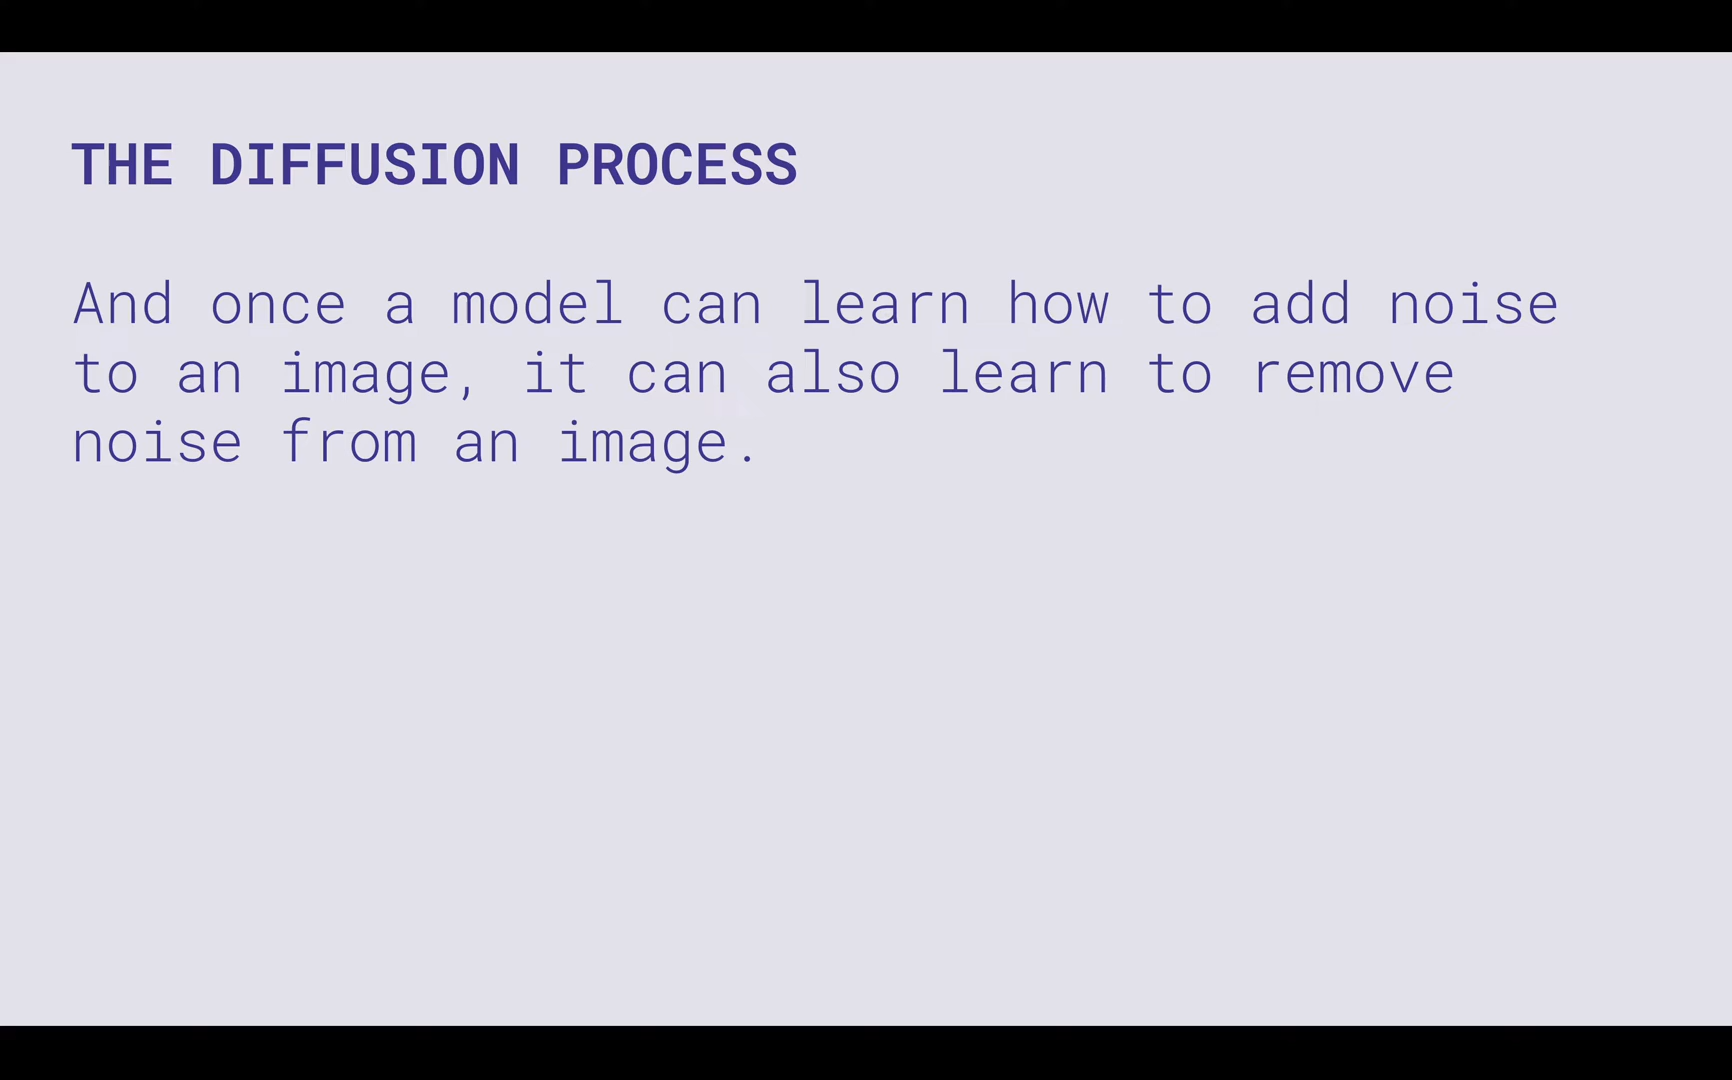 THE DIFFUSION PROCESS
And once a model can learn how to add noise
to an image, it can also learn to remove
noise from an image.